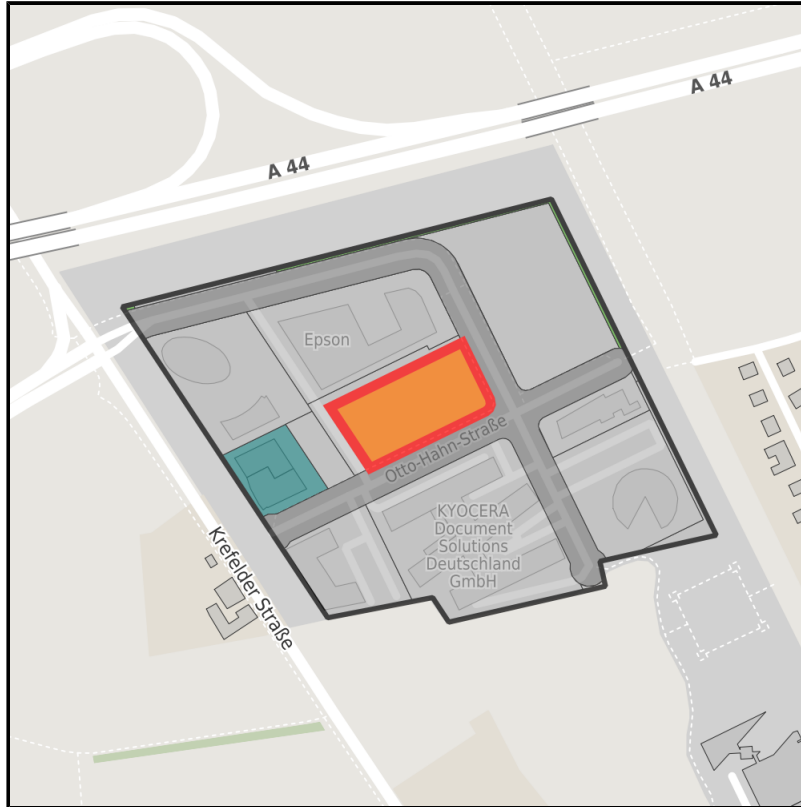 A 44
A 44
Epson
Otto-Hahn-Straße
KYOCERA
Document
Solutions
Deutschland
GmbH
Krefelder Straße